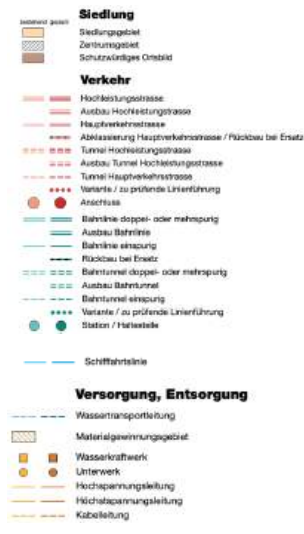 Siedlung
bestehend geplant
Siedlungsgebiet
Zentrumsgebiet
Schutzwürdiges Ortsbild
Verkehr
Hochleistungsstrasse
Ausbau Hochleistungstrasse
Hauptverkehrsstrasse
Abklassierung Hauptverkehrsstrasse / Rückbau bei Ersatz
Tunnel Hochleistungsstrasse
Ausbau Tunnel Hochleistungsstrasse
Tunnel Hauptverkehrsstrasse
Variante / zu prüfende Linienführung
Anschluss
Bahnlinie doppel- oder mehrspurig
Ausbau Bahnlinie
Bahnlinie einspurig
Rückbau bei Ersatz
Bahntunnel doppel- oder mehrspurig
Ausbau Bahntunnel
Bahntunnel einspurig
Variante / zu prüfende Linienführung
Station / Haltestelle
Schifffahrtslinie
Versorgung, Entsorgung
Wassertransportleitung
Materialgewinnungsgebiet
Wasserkraftwerk
Unterwerk
Hochspannungsleitung
Höchstspannungsleitung
Kabelleitung